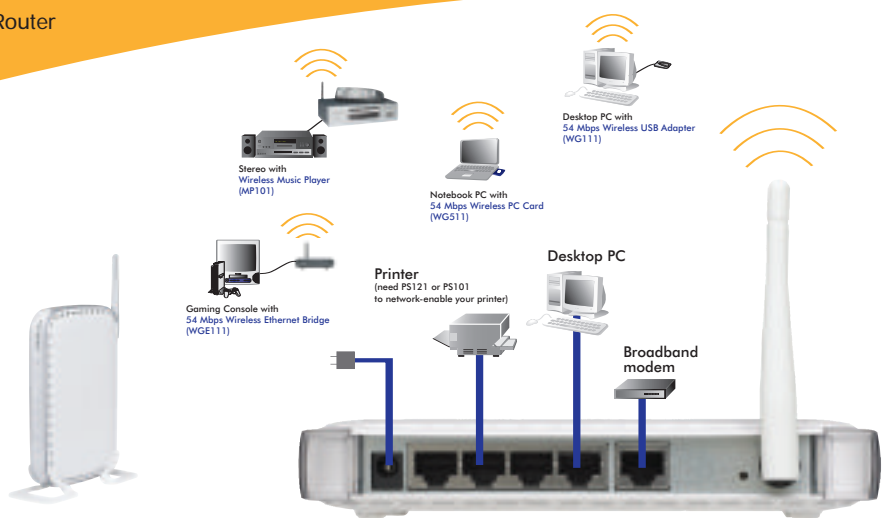 Router
Desktop PC with
54 Mbps Wireless USB Adapter
(WG111)
Stereo with
Wireless Music Player
(MP101)
Notebook PC with
54 Mbps Wireless PC Card
(WG511)
Gaming Console with
54 Mbps Wireless Ethernet Bridge
(WGE111)
Printer
(need PS121 or PS101
to network-enable your printer)
Desktop PC
Broadband
modem